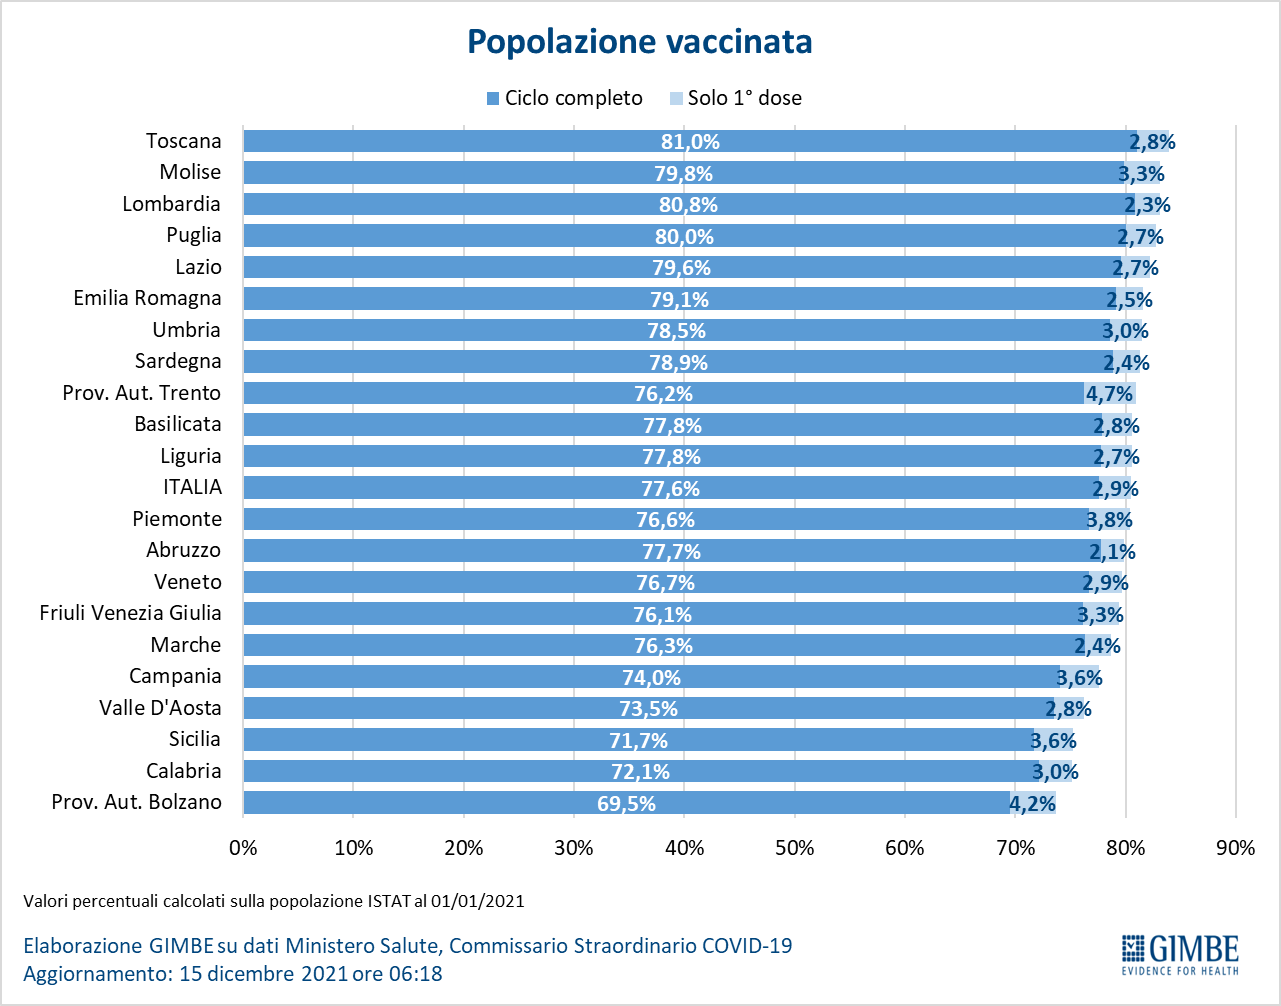 Popolazione vaccinata
Ciclo completo Solo 1° dose
Toscana 81,0% 2,8%
Molise 79,8% 3,3%
Lombardia 80,8% 2,3%
Puglia 80,0% 2,7%
Lazio 79,6% 2,7%
Emilia Romagna 79,1% 2,5%
Umbria 78,5% 3,0%
Sardegna 78,9% 2,4%
Prov. Aut. Trento 76,2% 4,7%
Basilicata 77,8% 2,8%
Liguria 77,8% 2,7%
ITALIA 77,6% 2,9%
Piemonte 76,6% 3,8%
Abruzzo 77,7% 2,1%
Veneto 76,7% 2,9%
Friuli Venezia Giulia 76,1% 3,3%
Marche 76,3% 2,4%
Campania 74,0% 3,6%
Valle D'Aosta 73,5% 2,8%
Sicilia 71,7% 3,6%
Calabria 72,1% 3,0%
Prov. Aut. Bolzano 69,5% 4,2%
0% 10% 20% 30% 40% 50% 60% 70% 80% 90%
Valori percentuali calcolati sulla popolazione ISTAT al 01/01/2021
Elaborazione GIMBE su dati Ministero Salute, Commissario Straordinario COVID-19
Aggiornamento: 15 dicembre 2021 ore 06:18
GIMBE
EVIDENCE FOR HEALTH